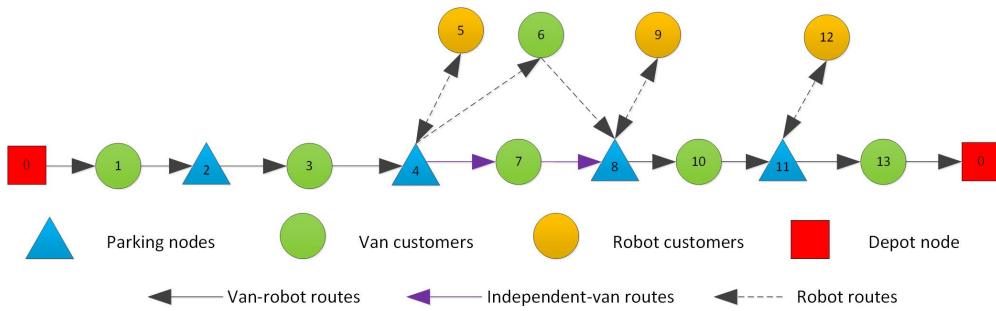 5 6 9 12
0 1 2 3 4 7 8 10 11 13 0
Parking nodes Van customers Robot customers Depot node
Van-robot routes Independent-van routes Robot routes